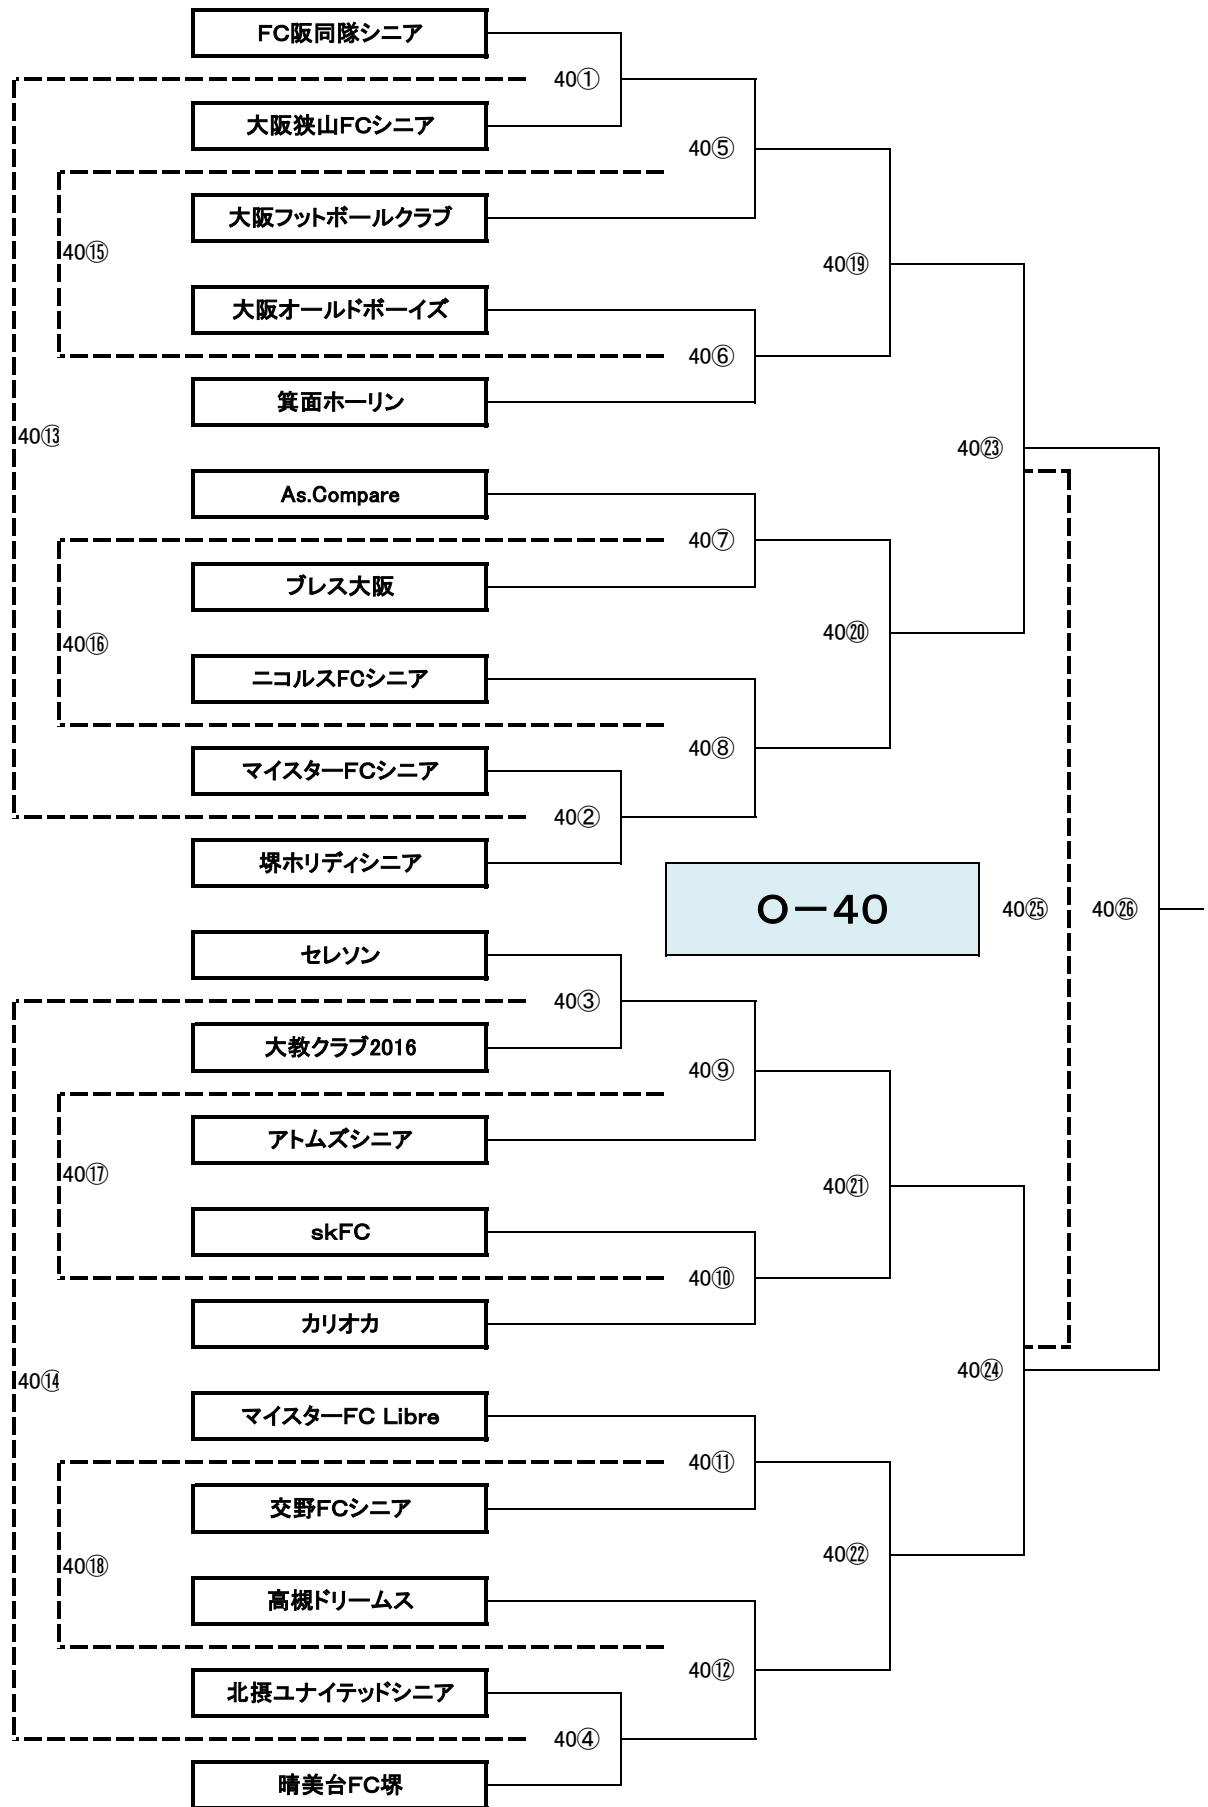 FC阪同隊シニア
40①
大阪狭山FCシニア
40⑤
大阪フットボールクラブ
40⑮
40⑲
大阪オールドボーイズ
40⑥
箕面ホーリン
40⑬
40㉓
As.Compare
40⑦
ブレス大阪
40⑯
40⑳
ニコルスFCシニア
40⑧
マイスターFCシニア
40②
堺ホリディシニア
O－40
40㉕
40㉖
セレソン
40③
大教クラブ2016
40⑨
アトムズシニア
40⑰
40㉑
skFC
40⑩
カリオカ
40⑭
40㉔
マイスターFC Libre
40⑪
交野FCシニア
40⑱
40㉒
高槻ドリームス
40⑫
北摂ユナイテッドシニア
40④
晴美台FC堺